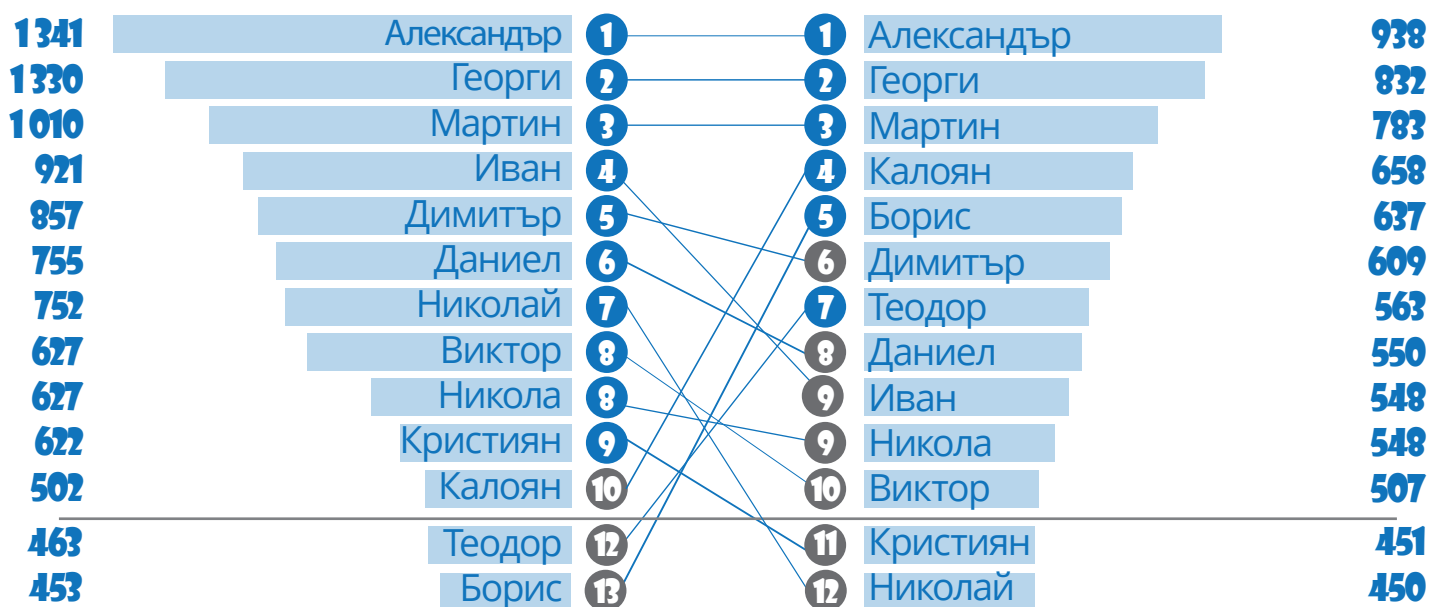 1341 Александър 1 1 Александър 938
1330 Георги 2 2 Георги 832
1010 Мартин 3 3 Мартин 783
921 Иван 4 4 Калоян 658
857 Димитър 5 5 Борис 637
755 Даниел 6 6 Димитър 609
752 Николай 7 7 Теодор 563
627 Виктор 8 8 Даниел 550
627 Никола 8 9 Иван 548
622 Кристиян 9 9 Никола 548
502 Калоян 10 10 Виктор 507
463 Теодор 12 11 Кристиян 451
453 Борис 13 12 Николай 450